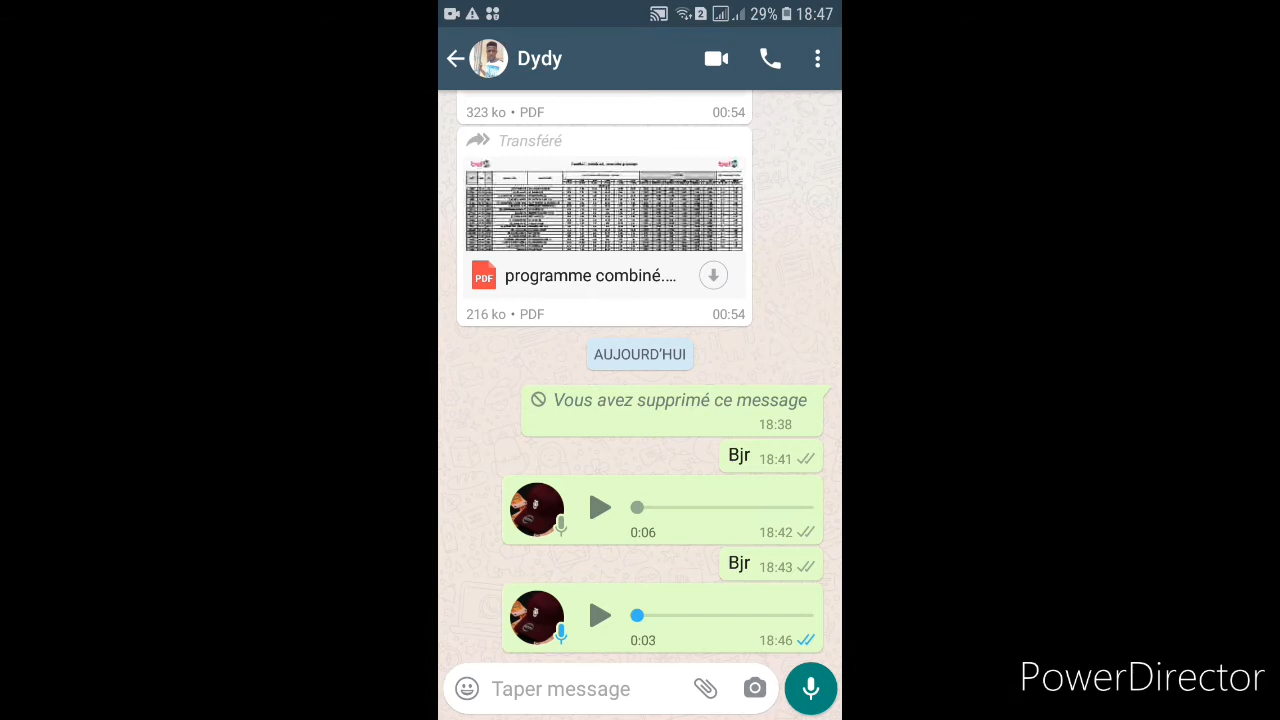 2 29% 18:47
Dydy
323 ko • PDF 00:54
Transféré
PDF programme combiné....
216 ko • PDF 00:54
AUJOURD'HUI
Vous avez supprimé ce message
18:38
Bjr 18:41
0:06 18:42
Bjr 18:43
0:03 18:46
Taper message
PowerDirector